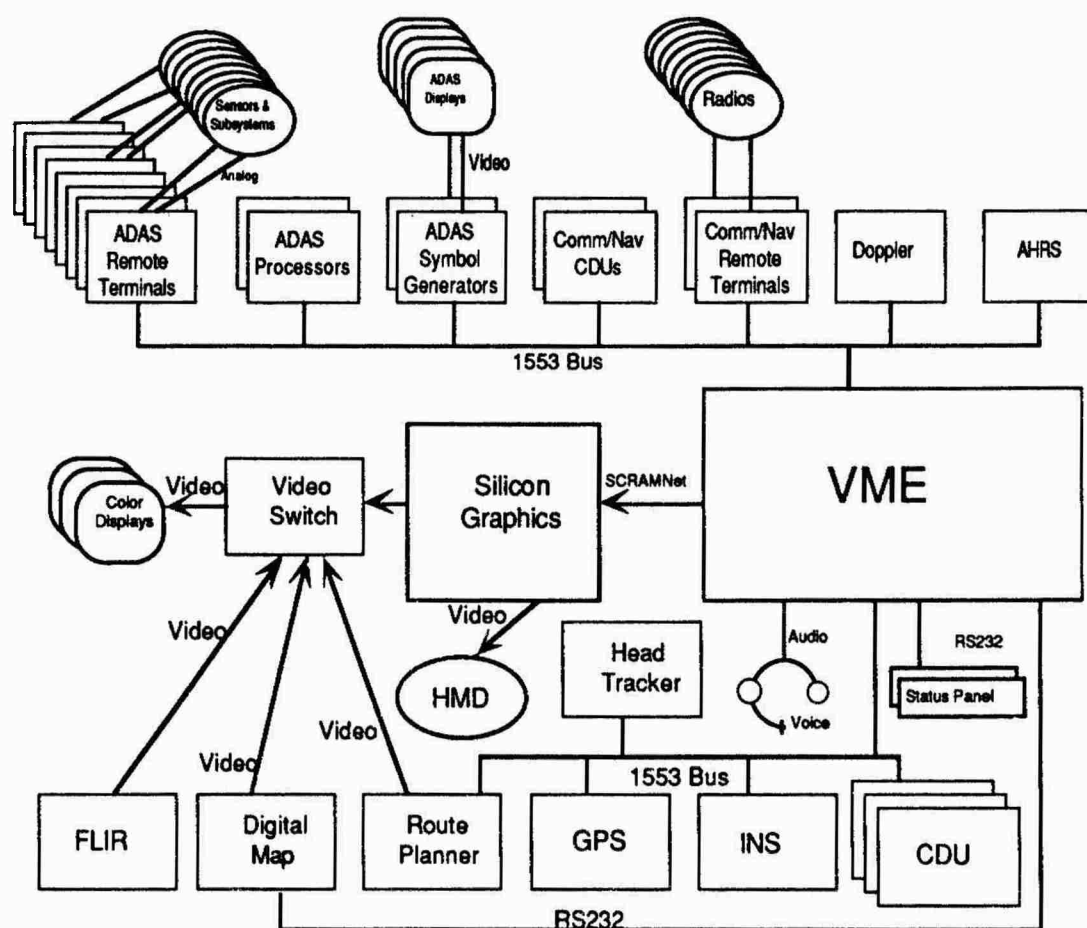 Sensors &
Subsystems
ADAS
Displays
Radios
Analog
Video
ADAS
Remote
Terminals
ADAS
Processors
ADAS
Symbol
Generators
Comm/Nav
CDUs
Comm/Nav
Remote
Terminals
Doppler
AHRS
1553 Bus
Color
Displays
Video
Video
Switch
Silicon
Graphics
SCRAMNet
VME
Video
Video
Video
Video
HMD
Head
Tracker
Audio
Voice
RS232
Status Panel
1553 Bus
FLIR
Digital
Map
Route
Planner
GPS
INS
CDU
RS232